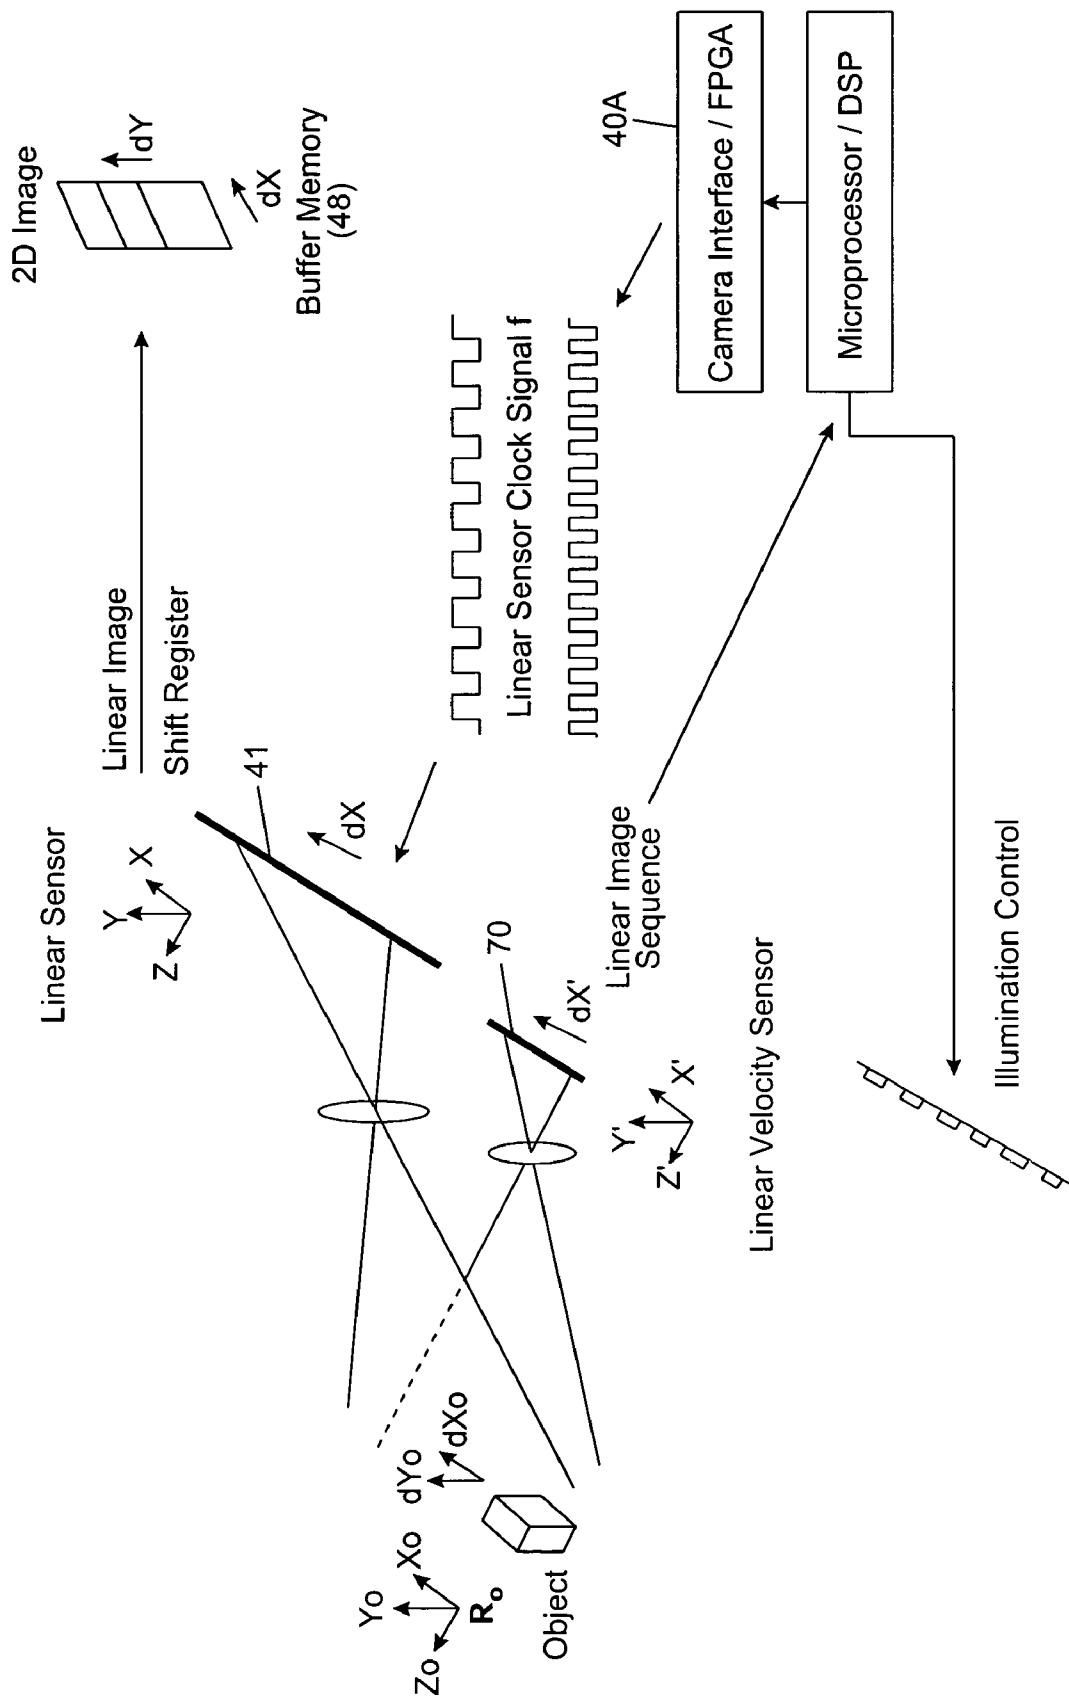 Linear Sensor
Y
X
Z
41
dX
Linear Image
Shift Register
2D Image
dY
dX
Buffer Memory
(48)
Linear Sensor Clock Signal f
40A
Camera Interface / FPGA
Microprocessor / DSP
Yo
Xo
Zo
Ro
dYo
dXo
Object
70
dX'
Y'
X'
Z'
Linear Image
Sequence
Linear Velocity Sensor
Illumination Control